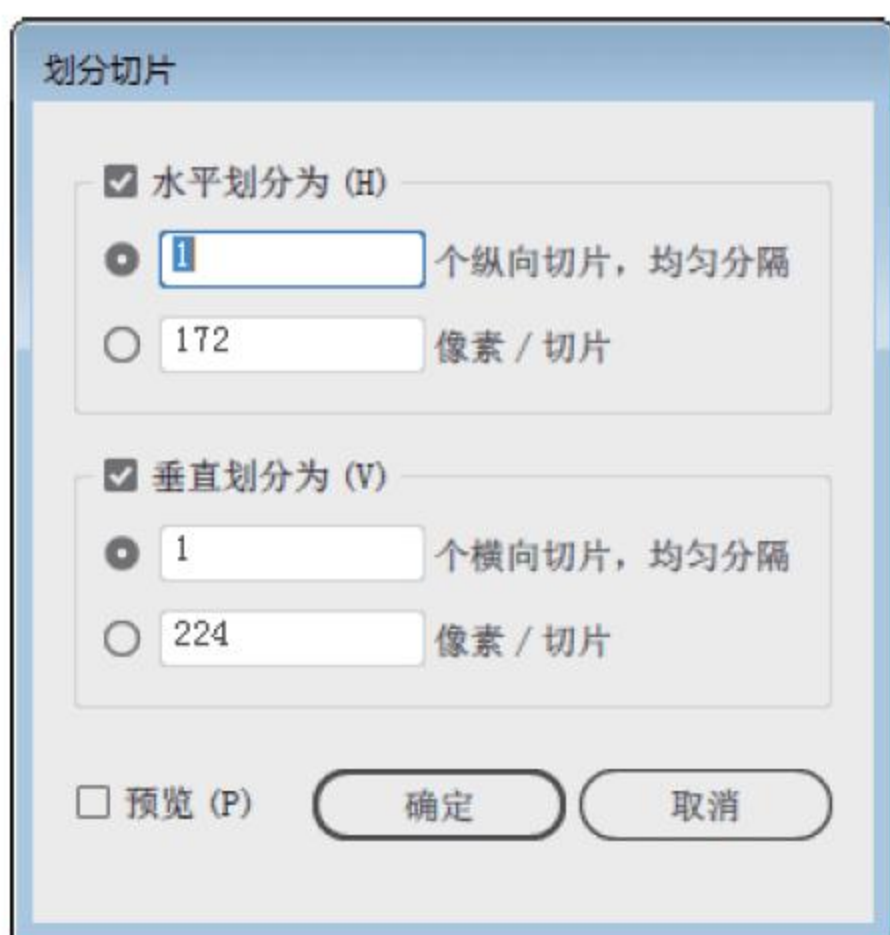 划分切片
水平划分为 (H)
1 个纵向切片，均匀分隔
172 像素 / 切片
垂直划分为 (V)
1 个横向切片，均匀分隔
224 像素 / 切片
预览 (P) 确定 取消